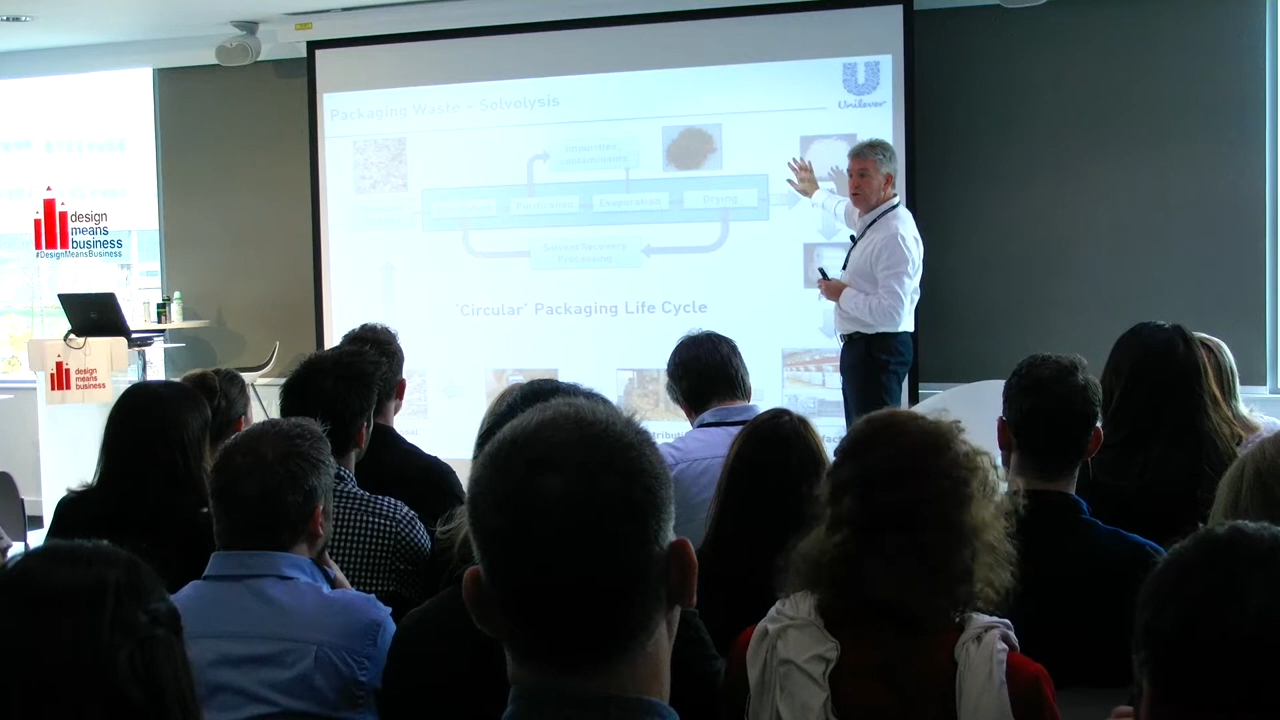 Packaging Waste - Solvolysis
Unilever
Impurities,
contaminants
Purification
Evaporation
Drying
Solvent Recovery
Processing
'Circular' Packaging Life Cycle
design
means
business
#DesignMeansBusiness
design
means
business